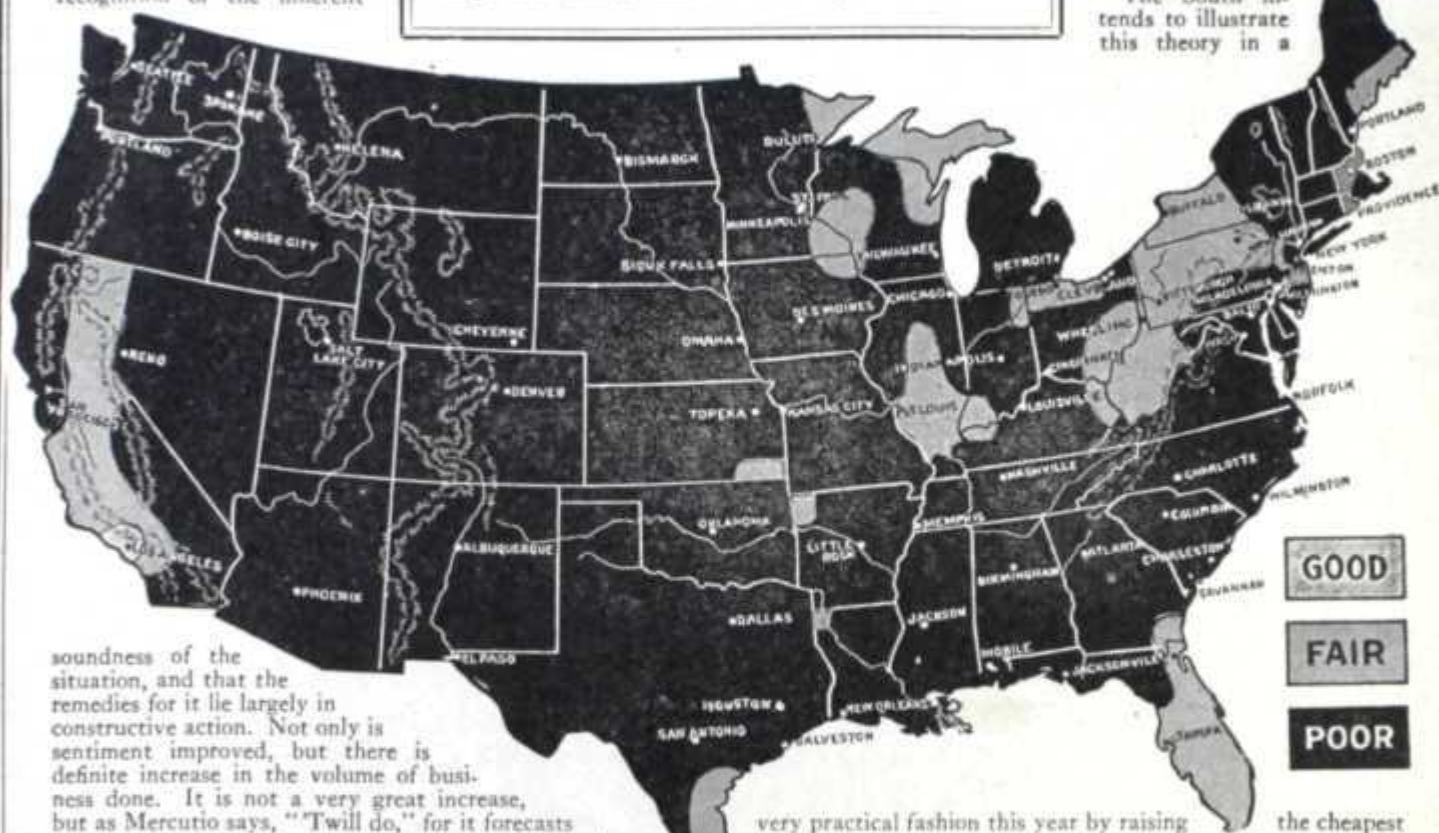 The South in-
tends to illustrate
this theory in a
SEATTLE
SPOKANE
PORTLAND
HELENA
BISMARCK
DULUTH
ST PAUL
MINNEAPOLIS
BOISE CITY
SIOUX FALLS
MILWAUKEE
DETROIT
BUFFALO
PORTLAND
BOSTON
PROVIDENCE
NEW YORK
CHICAGO
DES MOINES
CLEVELAND
CHEYENNE
OMAHA
RENO
SALT
LAKE CITY
DENVER
INDIANAPOLIS
WHEELING
CINCINNATI
TOPEKA
KANSAS CITY
ST LOUIS
LOUISVILLE
NORFOLK
NASHVILLE
CHARLOTTE
WILMINGTON
OKLAHOMA
MEMPHIS
COLUMBIA
LOS ANGELES
ALBUQUERQUE
LITTLE
ROCK
ATLANTA
CHARLESTON
BIRMINGHAM
SAVANNAH
PHOENIX
DALLAS
JACKSON
EL PASO
MOBILE
JACKSONVILLE
HOUSTON
NEW ORLEANS
SAN ANTONIO
GALVESTON
TAMPA
GOOD
FAIR
POOR
soundness of the
situation, and that the
remedies for it lie largely in
constructive action. Not only is
sentiment improved, but there is
definite increase in the volume of busi-
ness done. It is not a very great increase,
but as Mercutio says, "'Twill do," for it forecasts
very practical fashion this year by raising
the cheapest